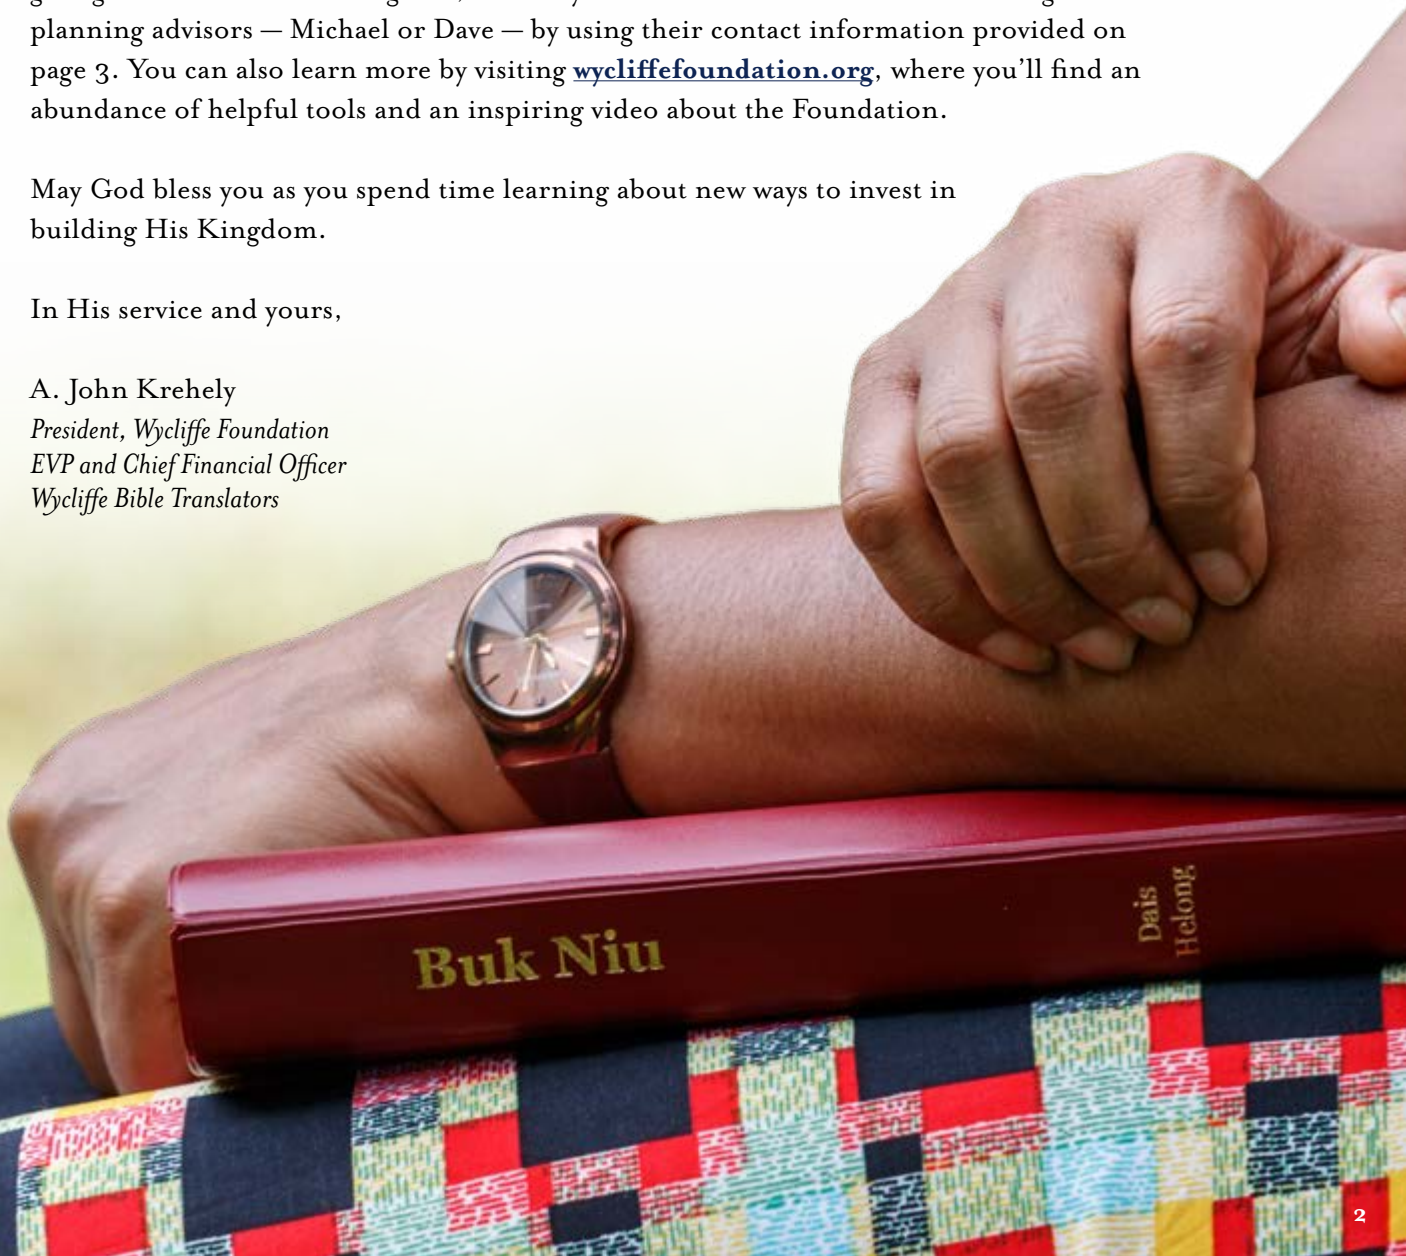 planning advisors — Michael or Dave — by using their contact information provided on
page 3. You can also learn more by visiting wycliffefoundation.org, where you’ll find an
abundance of helpful tools and an inspiring video about the Foundation.
May God bless you as you spend time learning about new ways to invest in
building His Kingdom.
In His service and yours,
A. John Krehely
President, Wycliffe Foundation
EVP and Chief Financial Officer
Wycliffe Bible Translators
Buk Niu
Dais
Helong
2